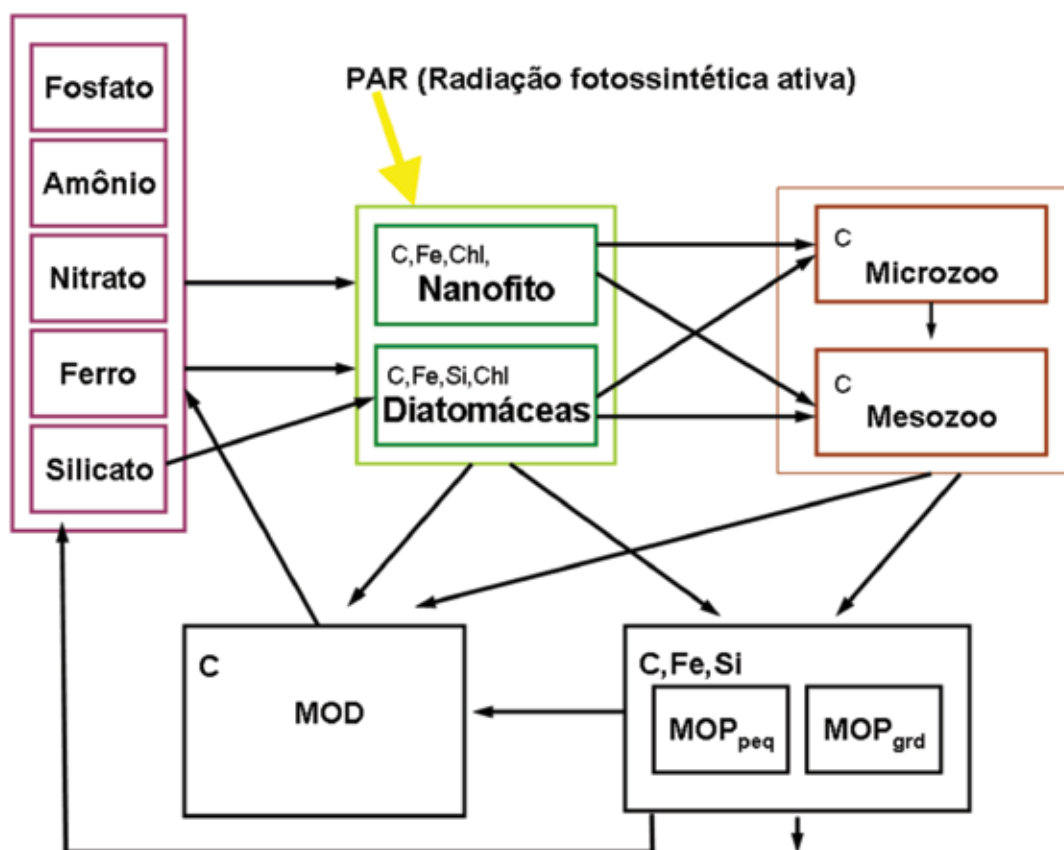 Fosfato
Amônio
Nitrato
Ferro
Silicato
PAR (Radiação fotossintética ativa)
C,Fe,Chl,
Nanofito
C,Fe,Si,Chl
Diatomáceas
C
Microzoo
C
Mesozoo
C
MOD
C,Fe,Si
MOPpeq
MOPgrd